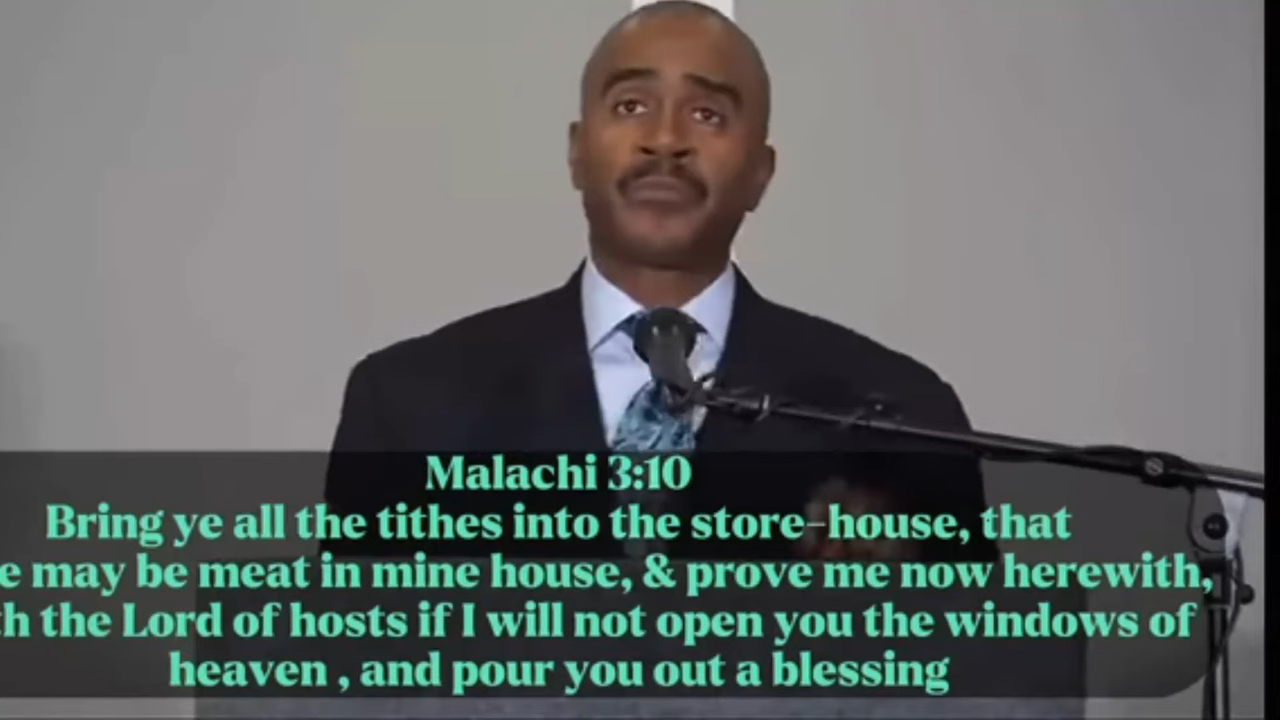 Malachi 3:10
Bring ye all the tithes into the store-house, that
e may be meat in mine house, & prove me now herewith,
h the Lord of hosts if I will not open you the windows of
heaven , and pour you out a blessing